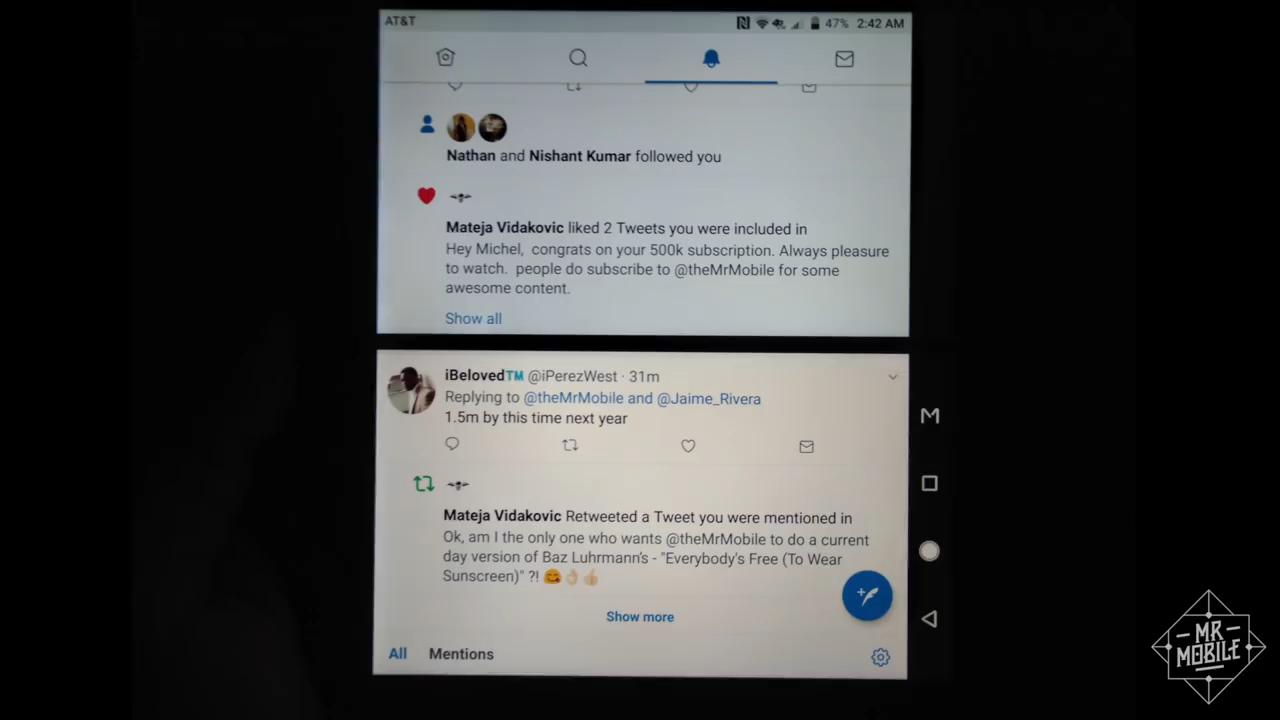 AT&T
47% 2:42 AM
Nathan and Nishant Kumar followed you
Mateja Vidakovic liked 2 Tweets you were included in
Hey Michel, congrats on your 500k subscription. Always pleasure
to watch. people do subscribe to @theMrMobile for some
awesome content.
Show all
iBeloved™ @iPerezWest · 31m
Replying to @theMrMobile and @Jaime_Rivera
1.5m by this time next year
Mateja Vidakovic Retweeted a Tweet you were mentioned in
Ok, am I the only one who wants @theMrMobile to do a current
day version of Baz Luhrmann's - "Everybody's Free (To Wear
Sunscreen)" ?! 😋👌🏻👍🏻
Show more
All Mentions
MR
MOBILE